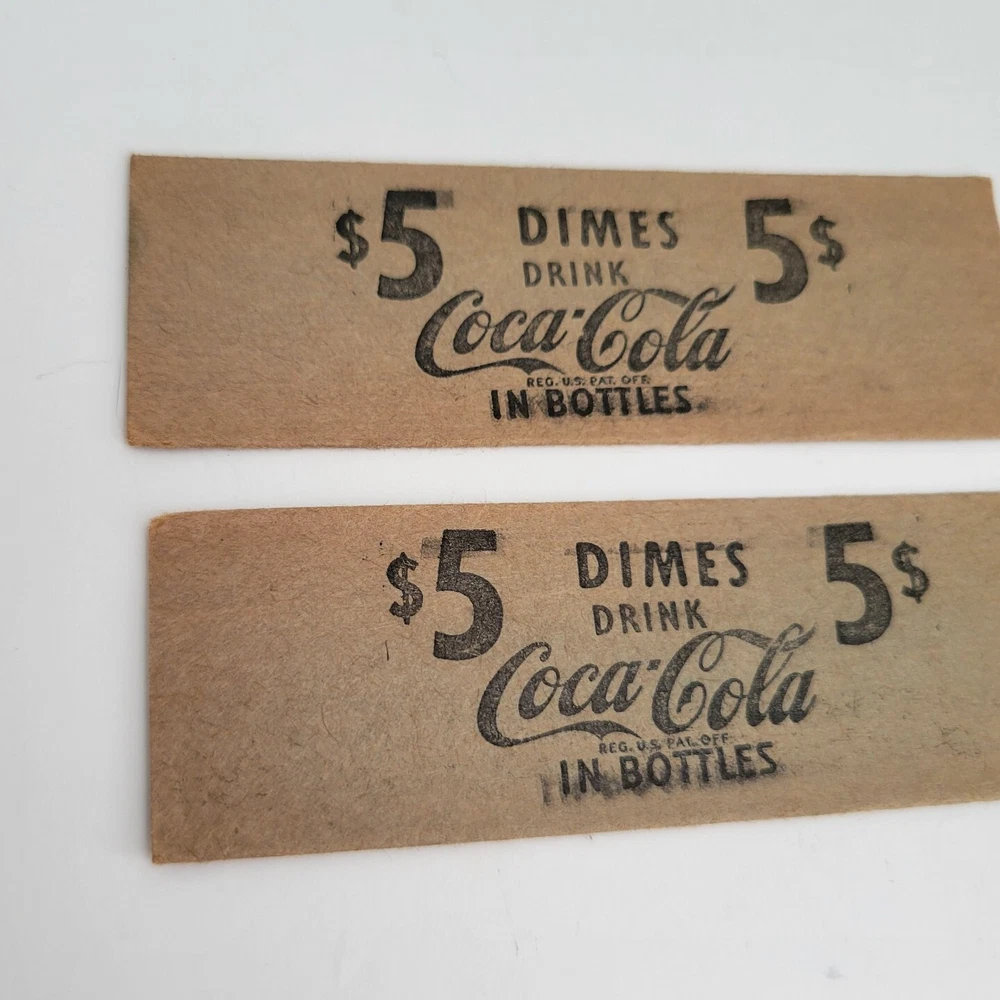 $5 DIMES 5$
DRINK
Coca-Cola
REG. U.S. PAT. OFF.
IN BOTTLES
$5 DIMES 5$
DRINK
Coca-Cola
REG. U.S. PAT. OFF.
IN BOTTLES